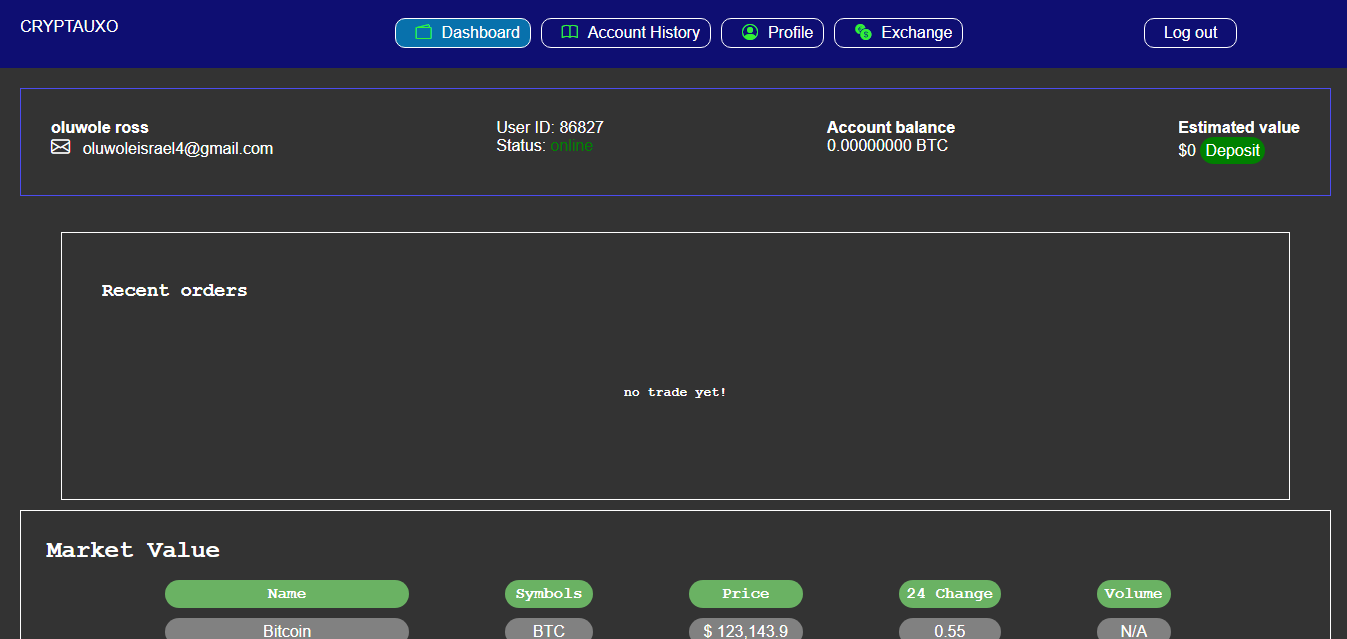 CRYPTAUXO
Dashboard
Account History
Profile
Exchange
Log out
oluwole ross
oluwoleisrael4@gmail.com
User ID: 86827
Status: online
Account balance
0.00000000 BTC
Estimated value
$0 Deposit
Recent orders
no trade yet!
Market Value
Name Symbols Price 24 Change Volume
Bitcoin BTC $ 123,143.9 0.55 N/A